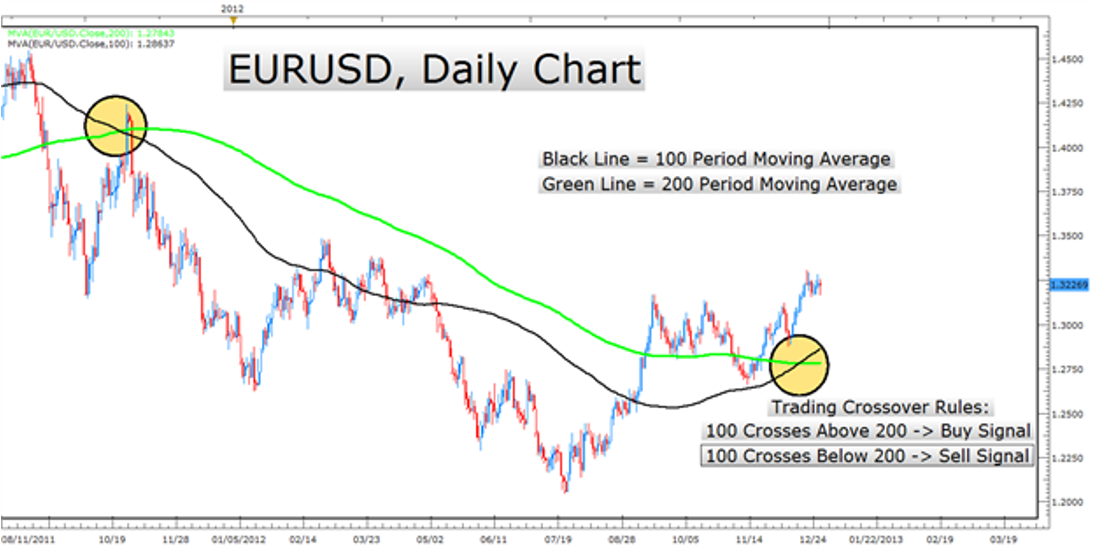 2012
MVA(EUR/USD.Close,200): 1.27843
MVA(EUR/USD.Close,100): 1.28637
EURUSD, Daily Chart
1.4500
1.4250
1.4000
Black Line = 100 Period Moving Average
Green Line = 200 Period Moving Average
1.3750
1.3500
1.32269
1.3000
1.2750
Trading Crossover Rules:
1.2500
100 Crosses Above 200 -> Buy Signal
100 Crosses Below 200 -> Sell Signal
1.2250
1.2000
08/11/2011 10/19 11/28 01/05/2012 02/14 03/23 05/02 06/11 07/19 08/28 10/05 11/14 12/24 01/22/2013 02/19 03/19